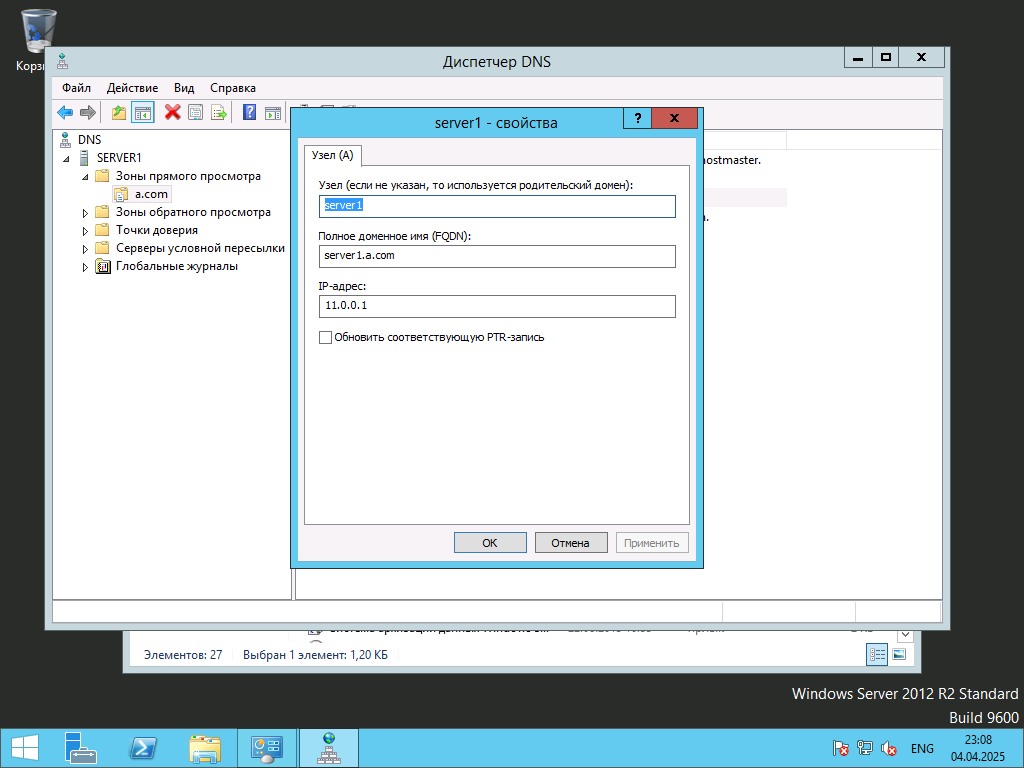 Диспетчер DNS
Файл Действие Вид Справка
DNS
SERVER1
Зоны прямого просмотра
a.com
Зоны обратного просмотра
Точки доверия
Серверы условной пересылки
Глобальные журналы
server1 - свойства
? x
Узел (A)
Узел (если не указан, то используется родительский домен):
server1
Полное доменное имя (FQDN):
server1.a.com
IP-адрес:
11.0.0.1
Обновить соответствующую PTR-запись
ОК Отмена Применить
Элементов: 27 Выбран 1 элемент: 1,20 КБ
Windows Server 2012 R2 Standard
Build 9600
ENG
23:08
04.04.2025